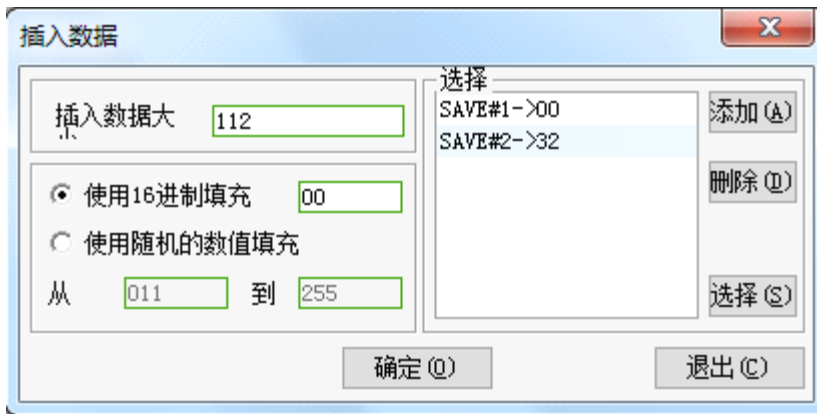 插入数据
插入数据大
112
使用16进制填充
00
使用随机的数值填充
从
011
到
255
选择
SAVE#1->00
SAVE#2->32
添加(A)
删除(D)
选择(S)
确定(O)
退出(C)